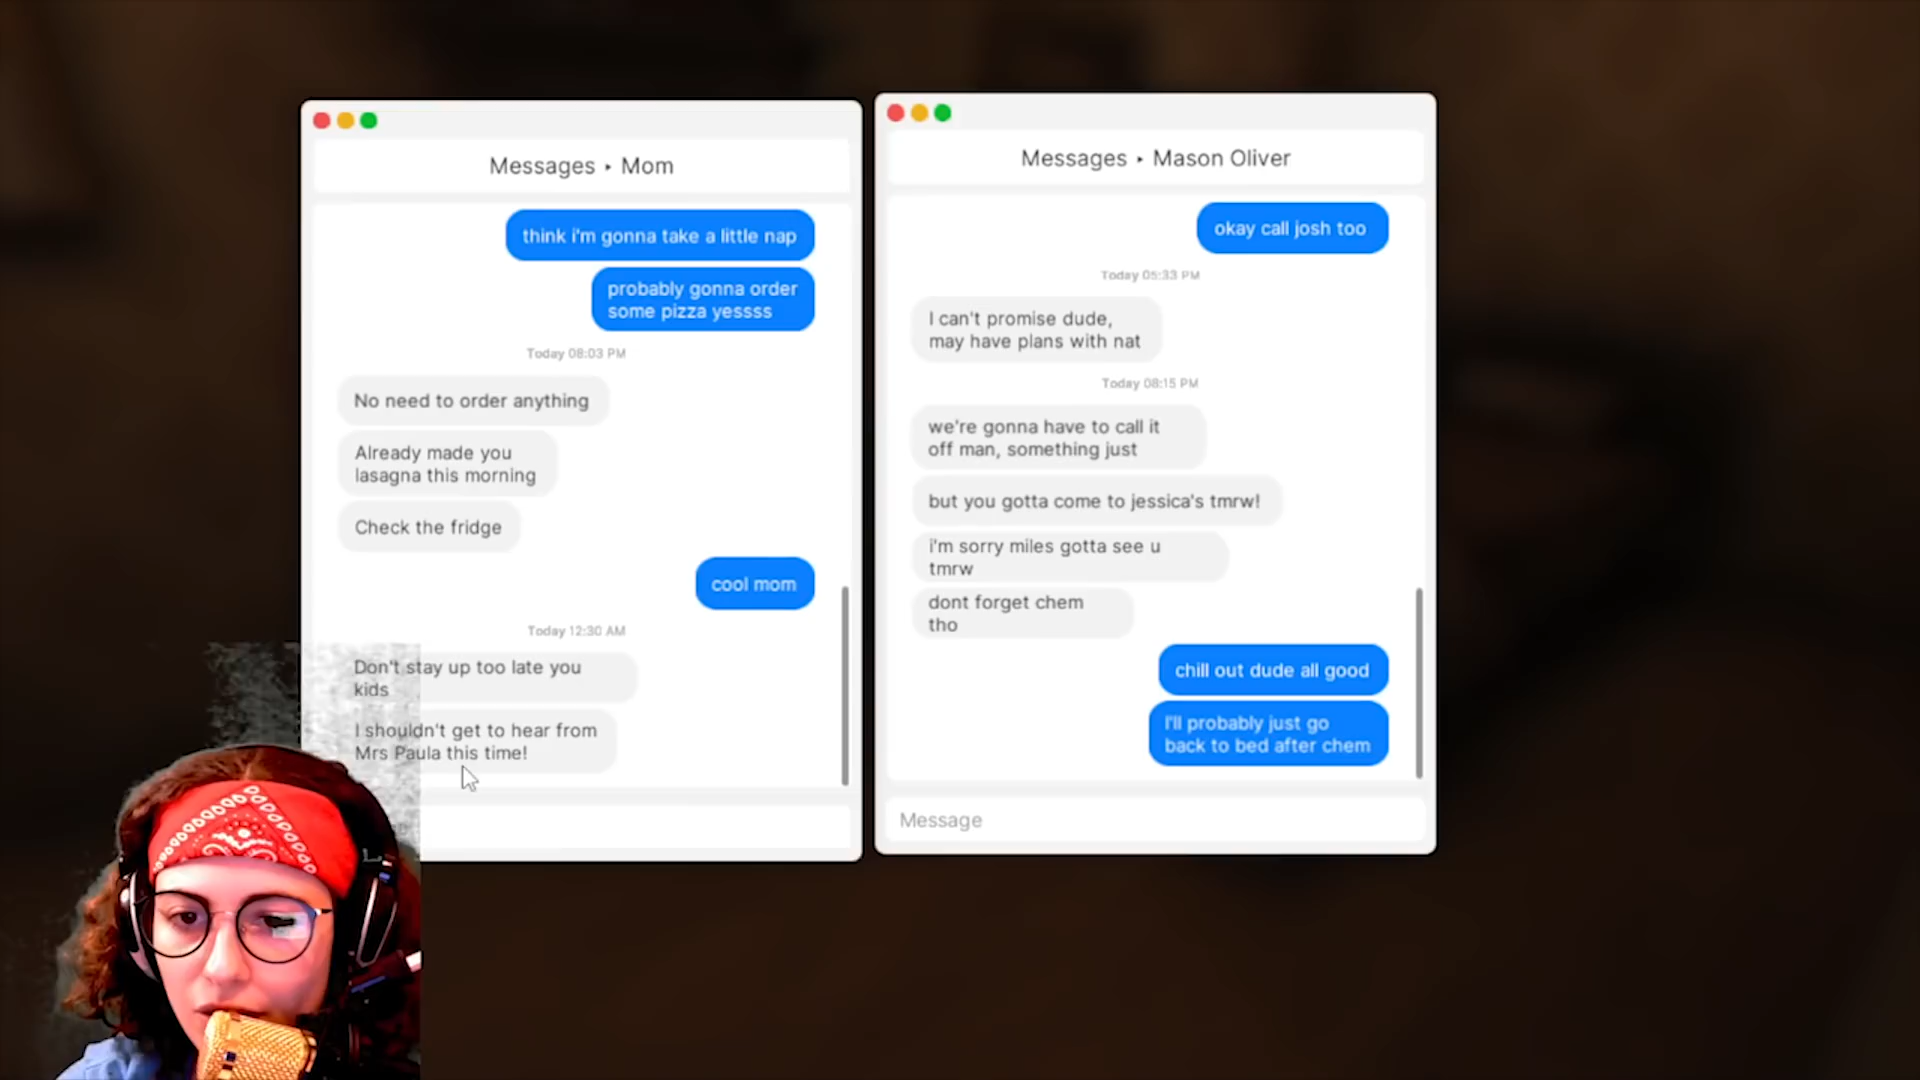 Messages ‣ Mom
think i'm gonna take a little nap
probably gonna order
some pizza yessss
Today 08:03 PM
No need to order anything
Already made you
lasagna this morning
Check the fridge
cool mom
Today 12:30 AM
Don't stay up too late you
kids
I shouldn't get to hear from
Mrs Paula this time!
Messages ‣ Mason Oliver
okay call josh too
Today 05:33 PM
I can't promise dude,
may have plans with nat
Today 08:15 PM
we're gonna have to call it
off man, something just
but you gotta come to jessica's tmrw!
i'm sorry miles gotta see u
tmrw
dont forget chem
tho
chill out dude all good
I'll probably just go
back to bed after chem
Message